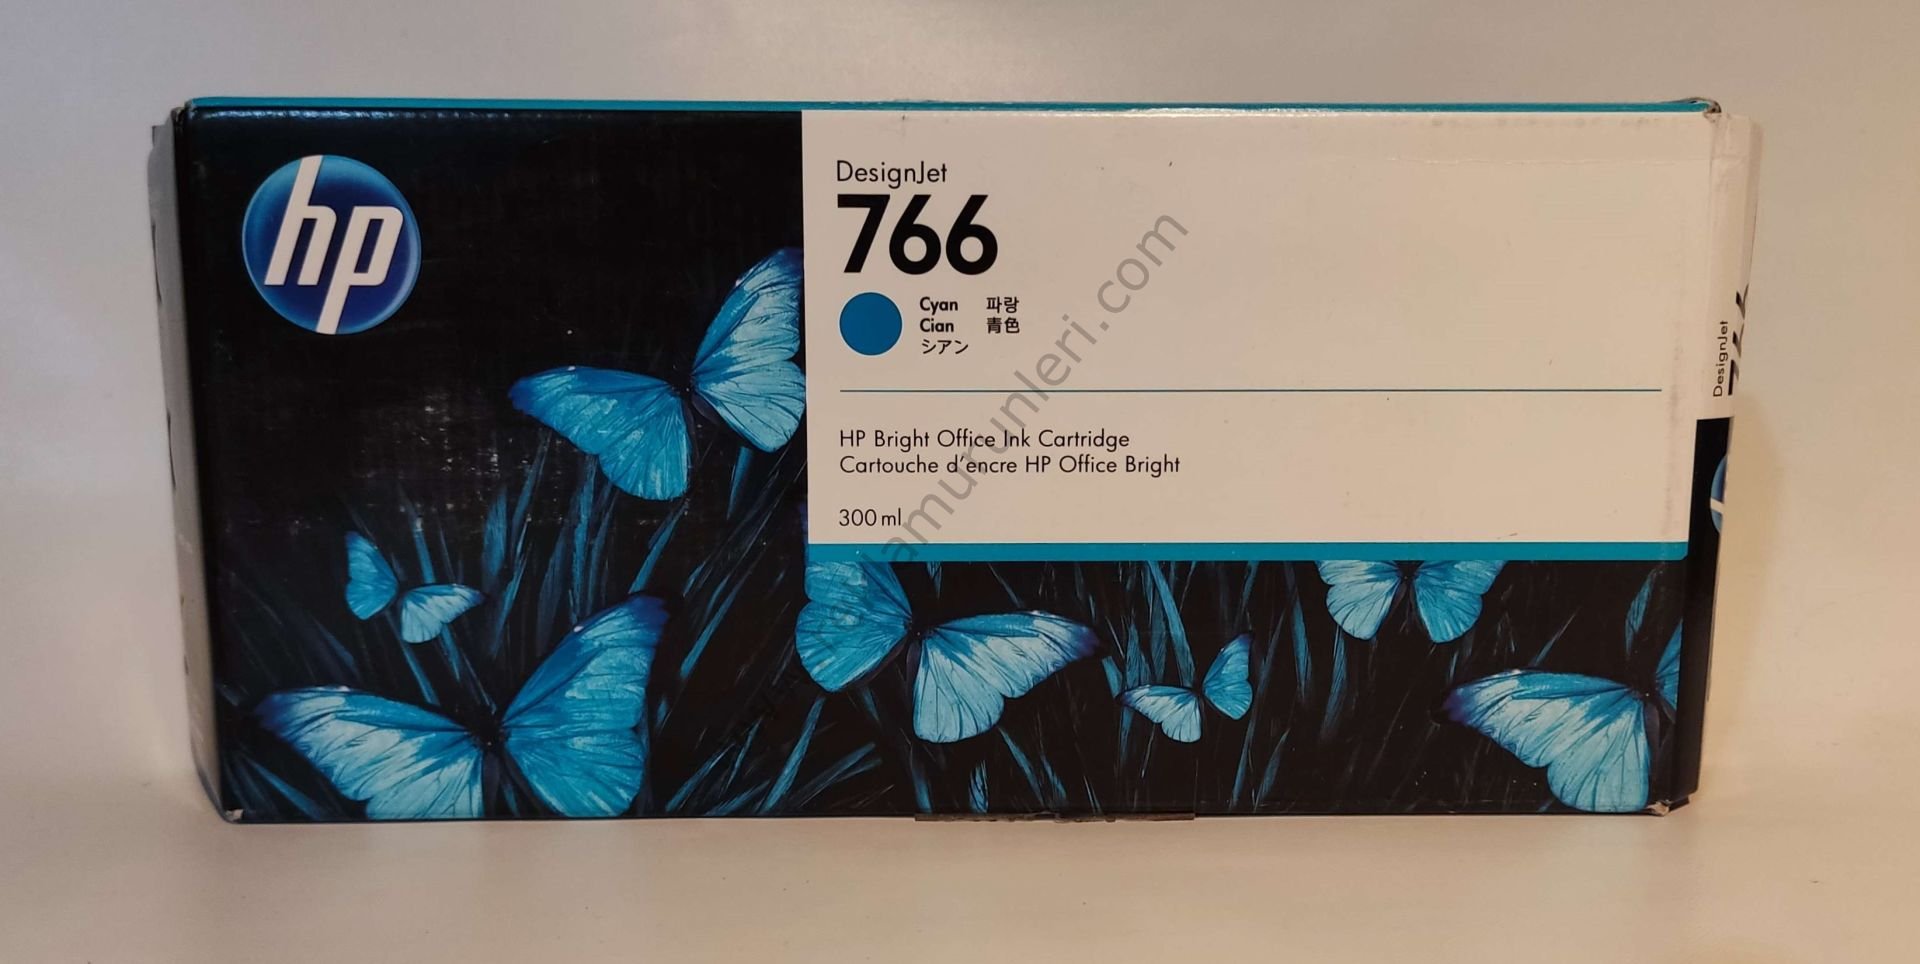 hp
DesignJet
766
Cyan 파랑
Cian 青色
シアン
HP Bright Office Ink Cartridge
Cartouche d'encre HP Office Bright
300 ml
DesignJet
766